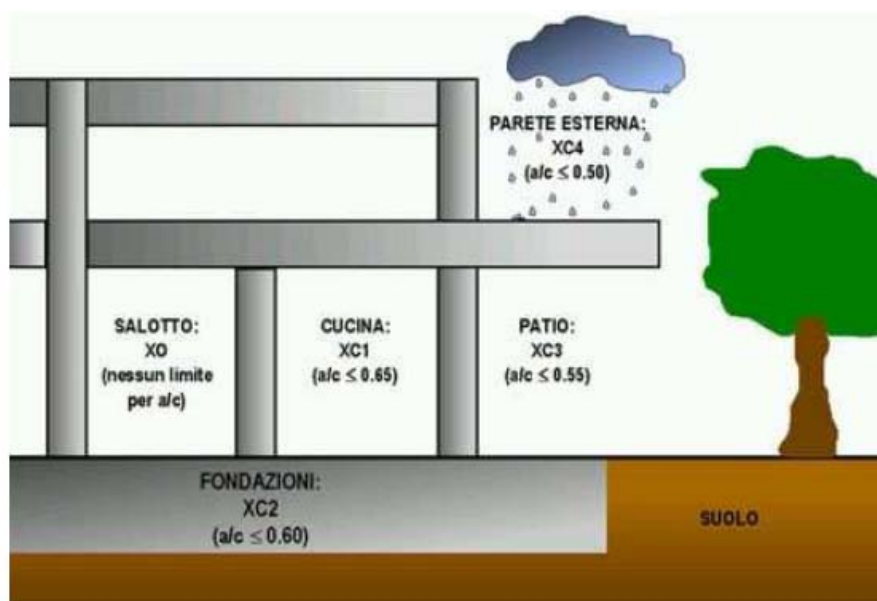 PARETE ESTERNA:
XC4
(a/c ≤ 0.50)
SALOTTO:
XO
(nessun limite
per a/c)
CUCINA:
XC1
(a/c ≤ 0.65)
PATIO:
XC3
(a/c ≤ 0.55)
FONDAZIONI:
XC2
(a/c ≤ 0.60)
SUOLO